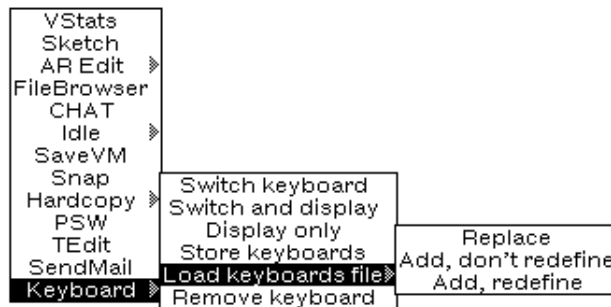 VStats
Sketch
AR Edit
FileBrowser
CHAT
Idle
SaveVM
Snap
Hardcopy
PSW
TEdit
SendMail
Keyboard
Switch keyboard
Switch and display
Display only
Store keyboards
Load keyboards file
Remove keyboard
Replace
Add, don't redefine
Add, redefine